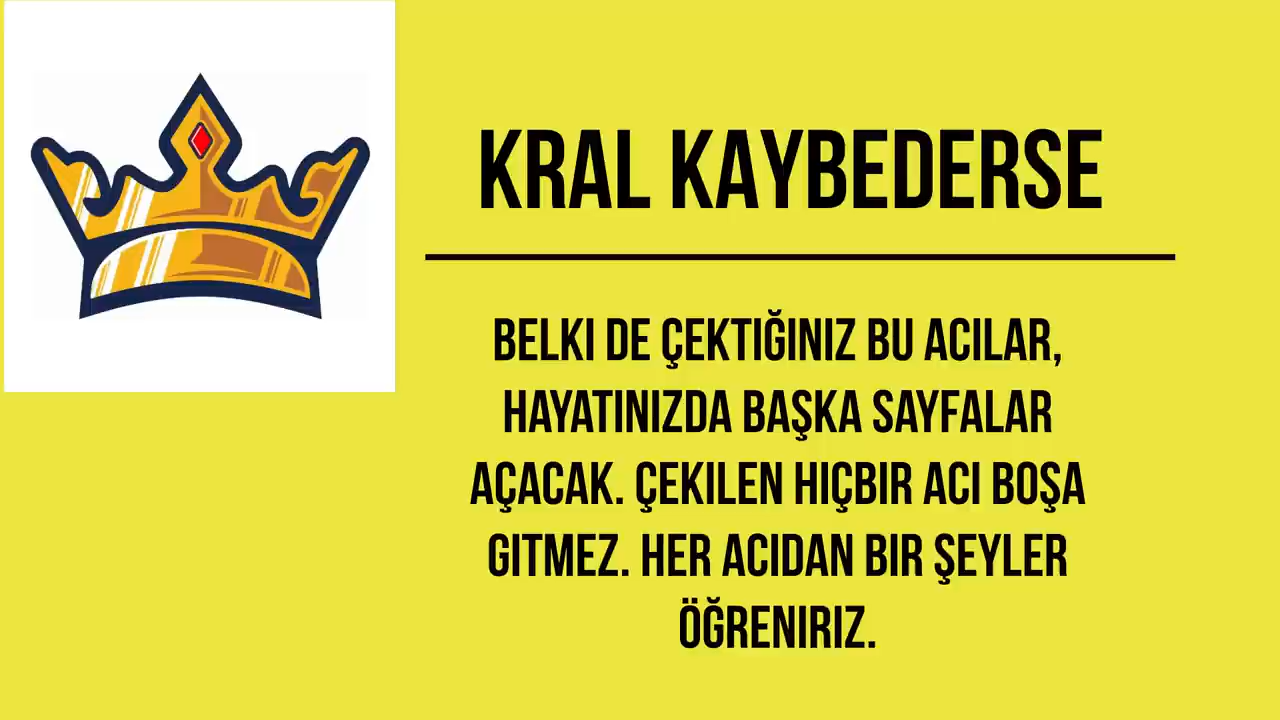 KRAL KAYBEDERSE
BELKI DE ÇEKTIĞINIZ BU ACILAR,
HAYATINIZDA BAŞKA SAYFALAR
AÇACAK. ÇEKILEN HIÇBIR ACI BOŞA
GITMEZ. HER ACIDAN BIR ŞEYLER
ÖĞRENIRIZ.